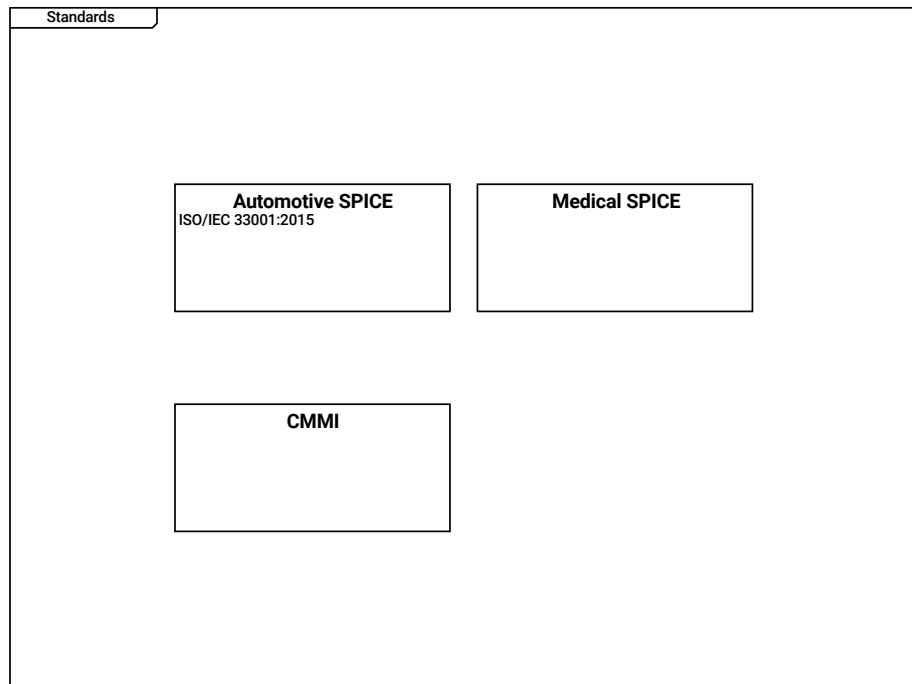 Standards
Automotive SPICE
ISO/IEC 33001:2015
Medical SPICE
CMMI